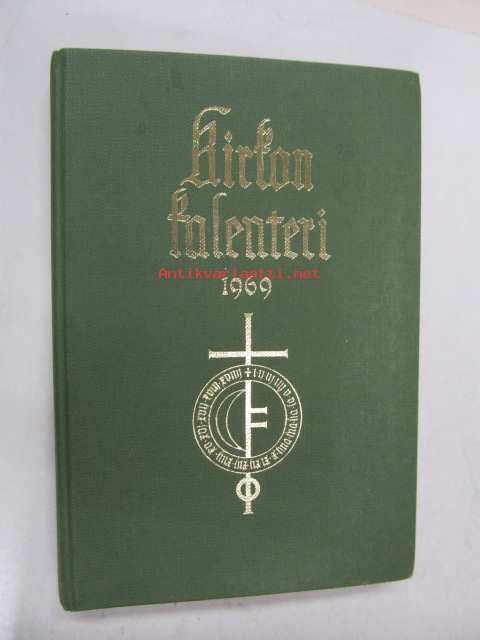 Kirkon
kalenteri
Antikvariaatti.net
1969